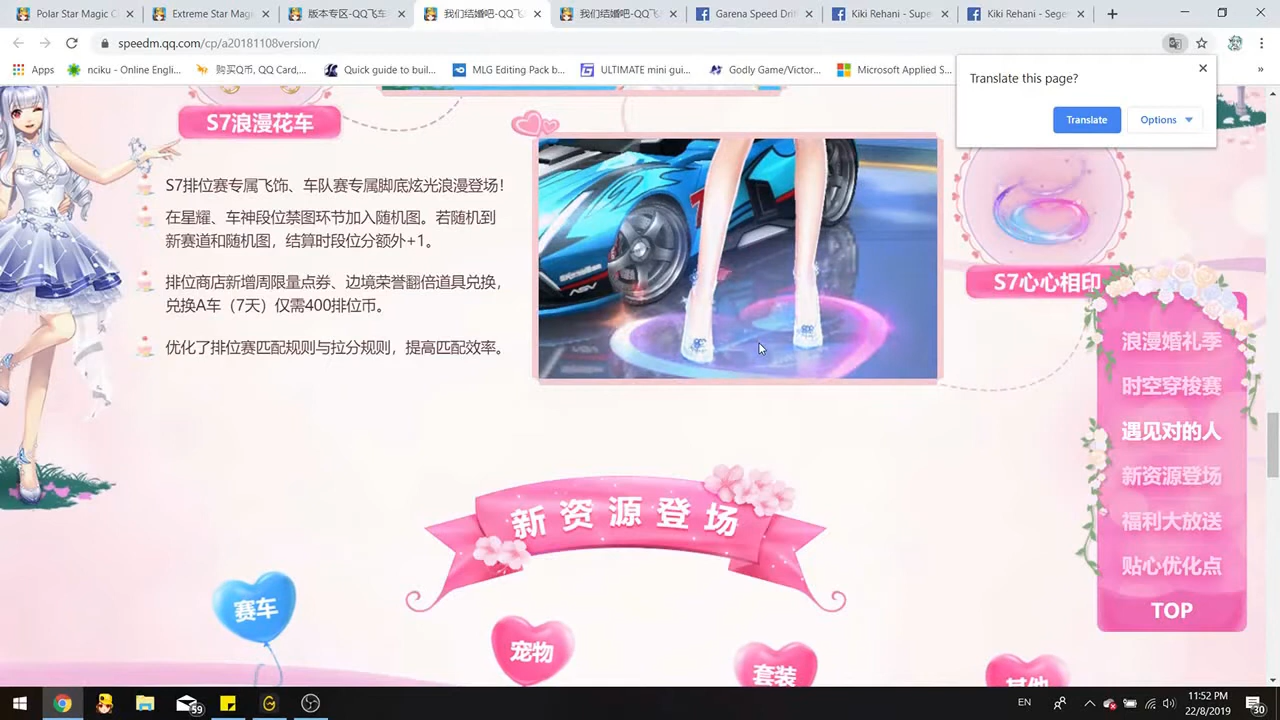 Polar Star Magic C
Extreme Star Magi
版本专区-QQ飞车
我们结婚吧-QQ飞
我们结婚吧-QQ飞
Garena Speed Drift
Kiki Rehani - Supe
Kiki Rehani - Seger
speedm.qq.com/cp/a20181108version/
Apps
nciku - Online Engli...
购买Q币, QQ Card,...
Quick guide to buil...
MLG Editing Pack b...
ULTIMATE mini gui...
Godly Game/Victor...
Microsoft Applied S...
»
Translate this page?
Translate
Options
S7浪漫花车
S7排位赛专属飞饰、车队赛专属脚底炫光浪漫登场！
在星耀、车神段位禁图环节加入随机图。若随机到
新赛道和随机图，结算时段位分额外+1。
排位商店新增周限量点券、边境荣誉翻倍道具兑换，
兑换A车（7天）仅需400排位币。
优化了排位赛匹配规则与拉分规则，提高匹配效率。
7
ASV
S7心心相印
浪漫婚礼季
时空穿梭赛
遇见对的人
新资源登场
福利大放送
贴心优化点
TOP
新资源登场
赛车
宠物
套装
其他
59
EN
11:52 PM
22/8/2019
30